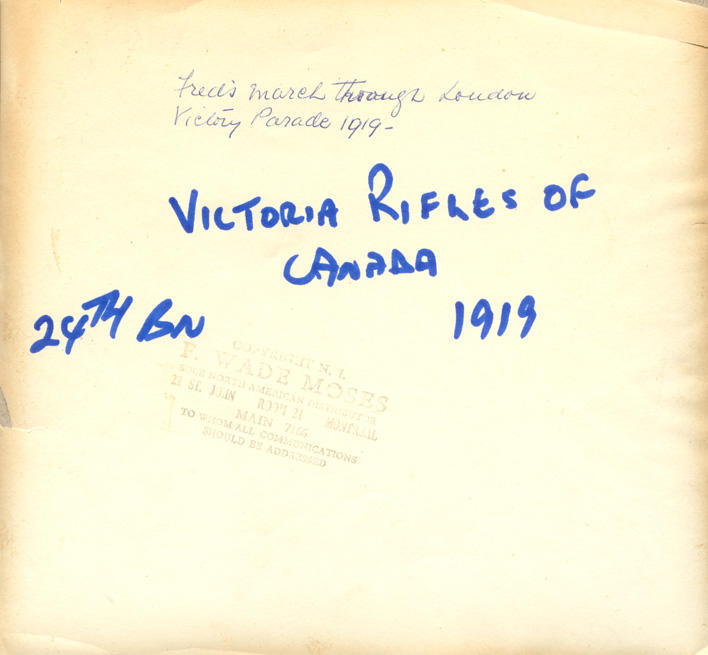 Fred's march through London
Victory Parade 1919-
VICTORIA RIFLES OF
CANADA
24TH BN 1919
COPYRIGHT N. I.
F. WADE MOSES
SOLE NORTH AMERICAN DISTRIBUTOR
ST. JOHN ROOM 21 MONTREAL
MAIN 7166
TO WHOM ALL COMMUNICATIONS
SHOULD BE ADDRESSED